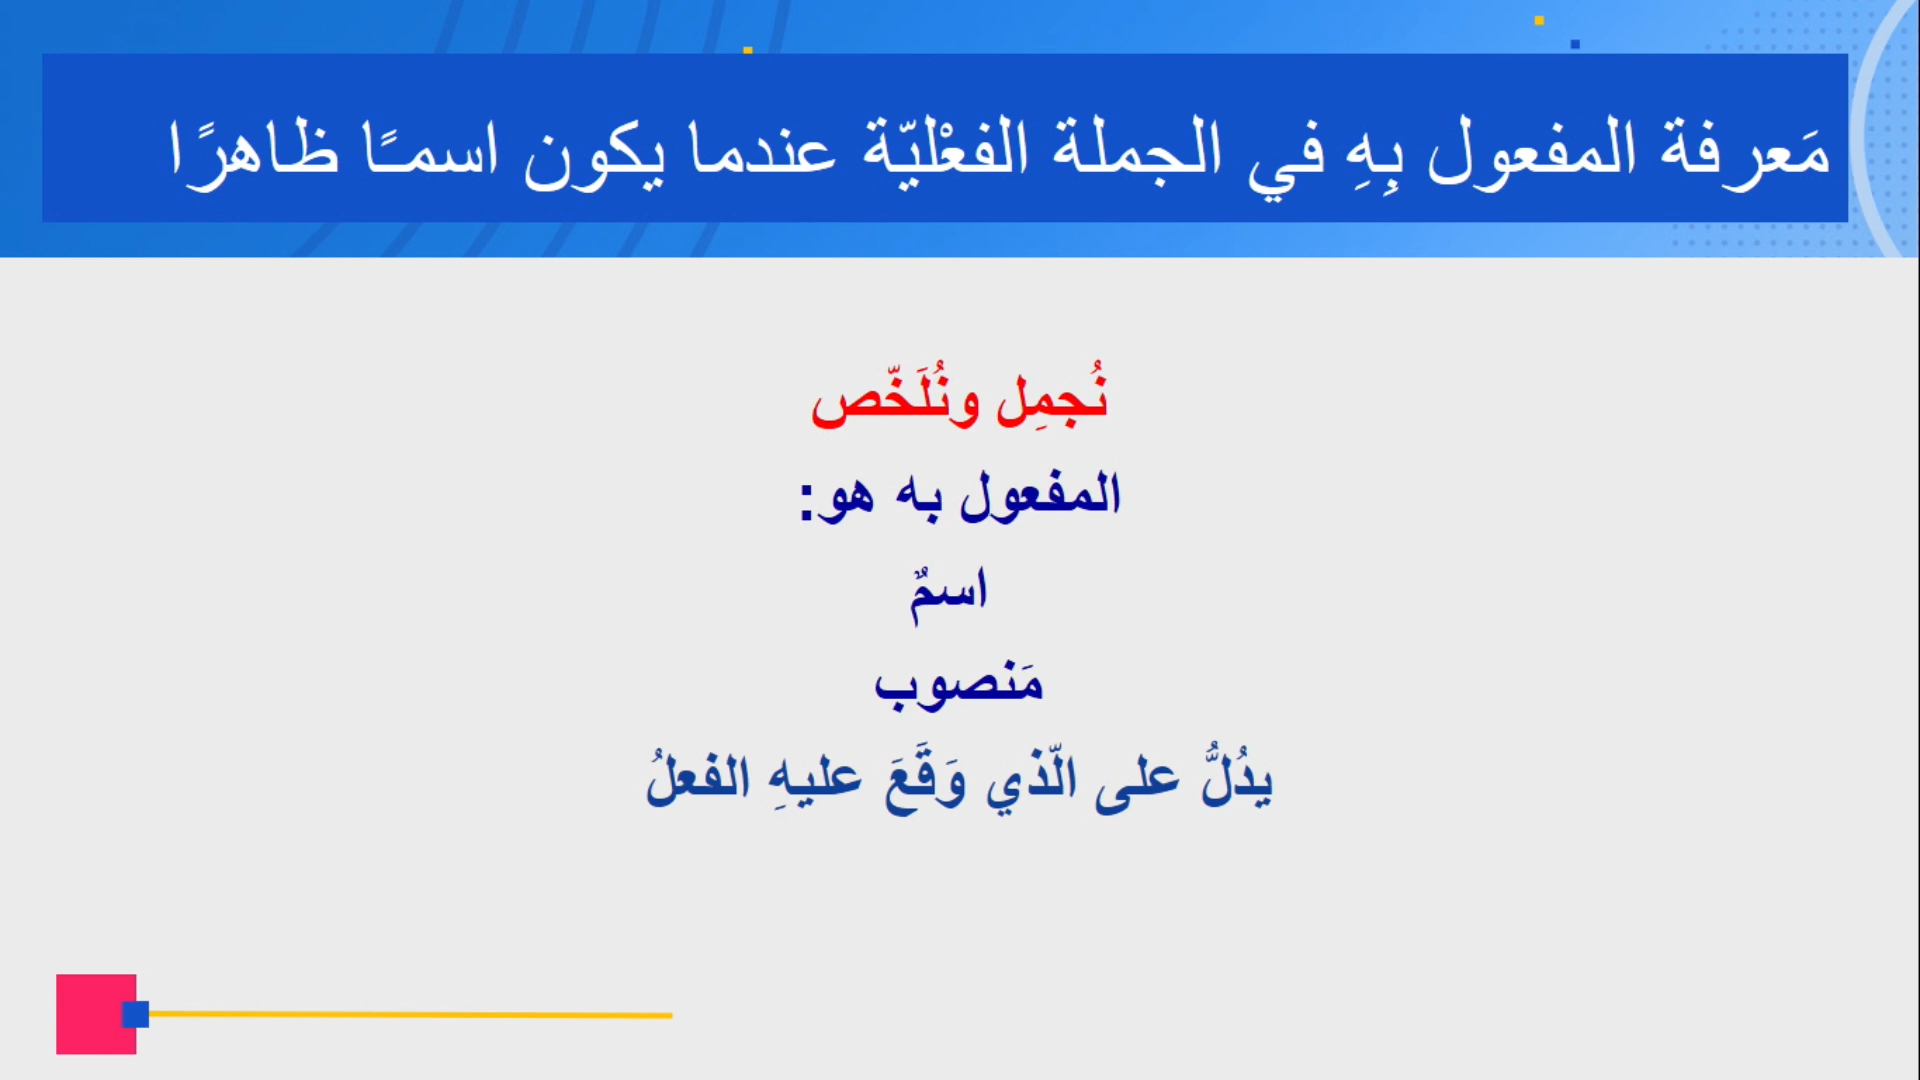 مَعرفة المفعول بِهِ في الجملة الفعْليّة عندما يكون اسمـًا ظاهرًا
نُجمِل ونُلَخّص
المفعول به هو:
اسمٌ
مَنصوب
يدُلُّ على الّذي وَقَعَ عليهِ الفعلُ